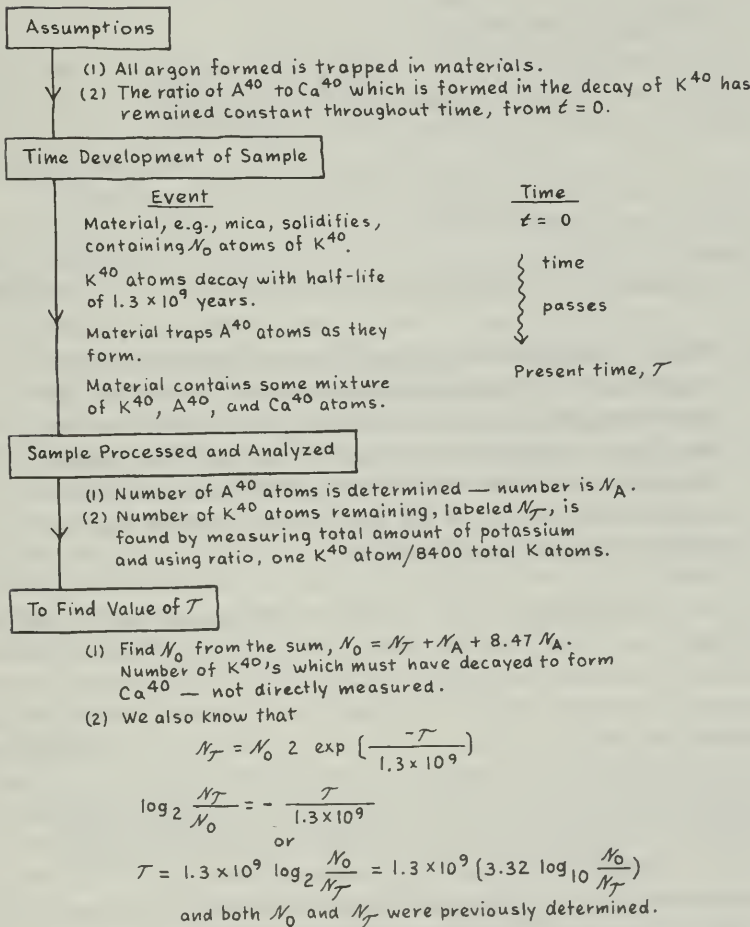 Assumptions
(1) All argon formed is trapped in materials.
(2) The ratio of A⁴⁰ to Ca⁴⁰ which is formed in the decay of K⁴⁰ has
remained constant throughout time, from t = 0.
Time Development of Sample
Event
Material, e.g., mica, solidifies,
containing N₀ atoms of K⁴⁰.
K⁴⁰ atoms decay with half-life
of 1.3 × 10⁹ years.
Material traps A⁴⁰ atoms as they
form.
Material contains some mixture
of K⁴⁰, A⁴⁰, and Ca⁴⁰ atoms.
Time
t = 0
time
passes
Present time, T
Sample Processed and Analyzed
(1) Number of A⁴⁰ atoms is determined — number is N_A.
(2) Number of K⁴⁰ atoms remaining, labeled N_T, is
found by measuring total amount of potassium
and using ratio, one K⁴⁰ atom/8400 total K atoms.
To Find Value of T
(1) Find N₀ from the sum, N₀ = N_T + N_A + 8.47 N_A.
Number of K⁴⁰'s which must have decayed to form
Ca⁴⁰ — not directly measured.
(2) We also know that
N_T = N₀ 2 exp (-T / 1.3 × 10⁹)
log₂ N_T/N₀ = - T / 1.3 × 10⁹
or
T = 1.3 × 10⁹ log₂ N₀/N_T = 1.3 × 10⁹ (3.32 log₁₀ N₀/N_T)
and both N₀ and N_T were previously determined.